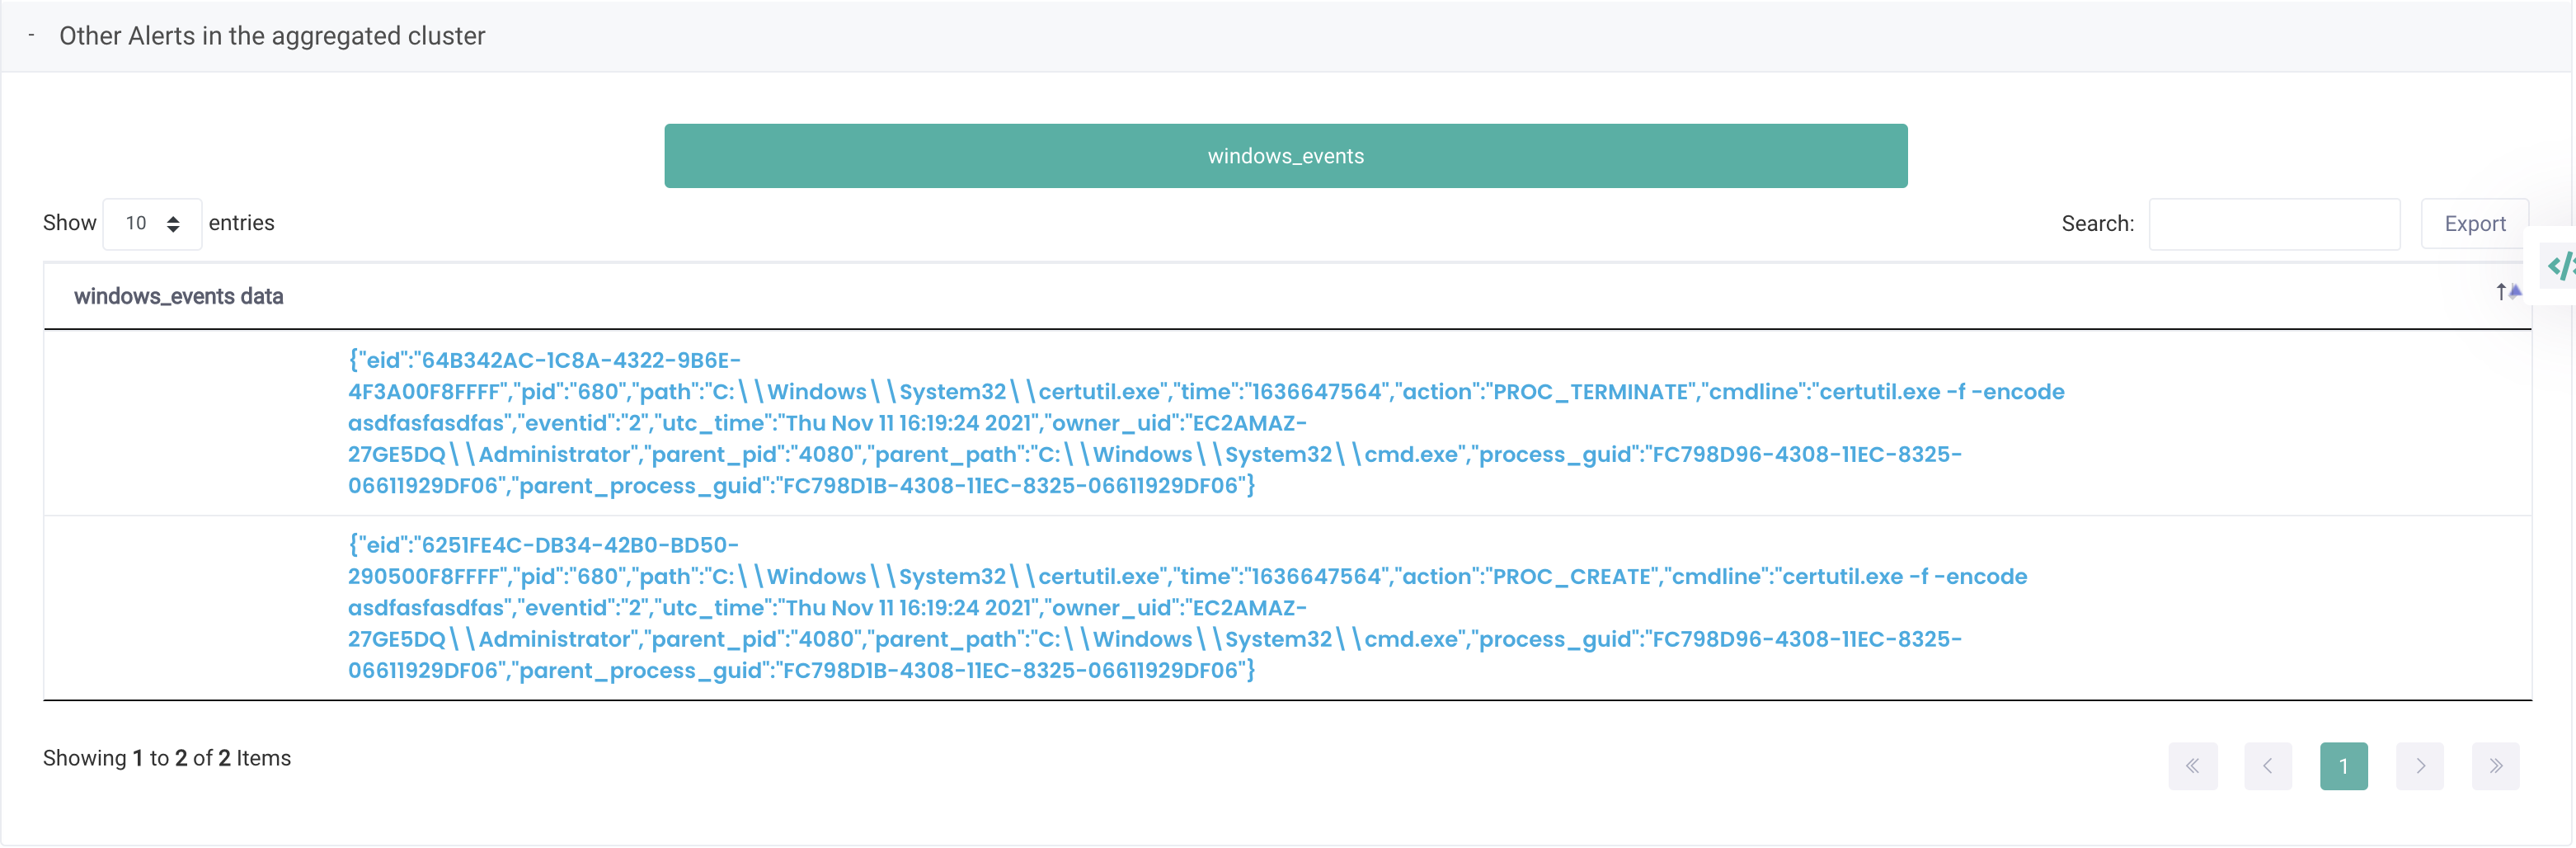 - Other Alerts in the aggregated cluster
windows_events
Show 10 entries
Search: Export
</>
windows_events data
{"eid":"64B342AC-1C8A-4322-9B6E-
4F3A00F8FFFF","pid":"680","path":"C:\\Windows\\System32\\certutil.exe","time":"1636647564","action":"PROC_TERMINATE","cmdline":"certutil.exe -f -encode
asdfasfasdfas","eventid":"2","utc_time":"Thu Nov 11 16:19:24 2021","owner_uid":"EC2AMAZ-
27GE5DQ\\Administrator","parent_pid":"4080","parent_path":"C:\\Windows\\System32\\cmd.exe","process_guid":"FC798D96-4308-11EC-8325-
06611929DF06","parent_process_guid":"FC798D1B-4308-11EC-8325-06611929DF06"}
{"eid":"6251FE4C-DB34-42B0-BD50-
290500F8FFFF","pid":"680","path":"C:\\Windows\\System32\\certutil.exe","time":"1636647564","action":"PROC_CREATE","cmdline":"certutil.exe -f -encode
asdfasfasdfas","eventid":"2","utc_time":"Thu Nov 11 16:19:24 2021","owner_uid":"EC2AMAZ-
27GE5DQ\\Administrator","parent_pid":"4080","parent_path":"C:\\Windows\\System32\\cmd.exe","process_guid":"FC798D96-4308-11EC-8325-
06611929DF06","parent_process_guid":"FC798D1B-4308-11EC-8325-06611929DF06"}
Showing 1 to 2 of 2 Items
« ‹ 1 › »